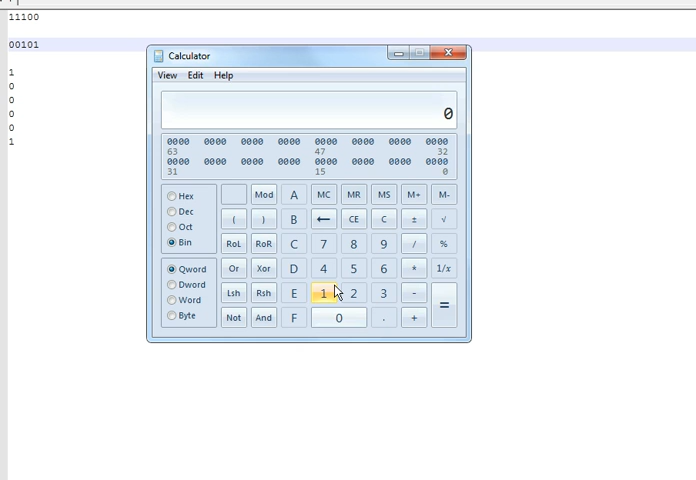 11100
00101
1
0
0
0
0
1
Calculator
View Edit Help
0
0000 0000 0000 0000 0000 0000 0000 0000
63 47 32
0000 0000 0000 0000 0000 0000 0000 0000
31 15 0
Hex
Dec
Oct
Bin
Qword
Dword
Word
Byte
Mod A MC MR MS M+ M-
( ) B ← CE C ± √
RoL RoR C 7 8 9 / %
Or Xor D 4 5 6 * 1/x
Lsh Rsh E 1 2 3 - =
Not And F 0 . +